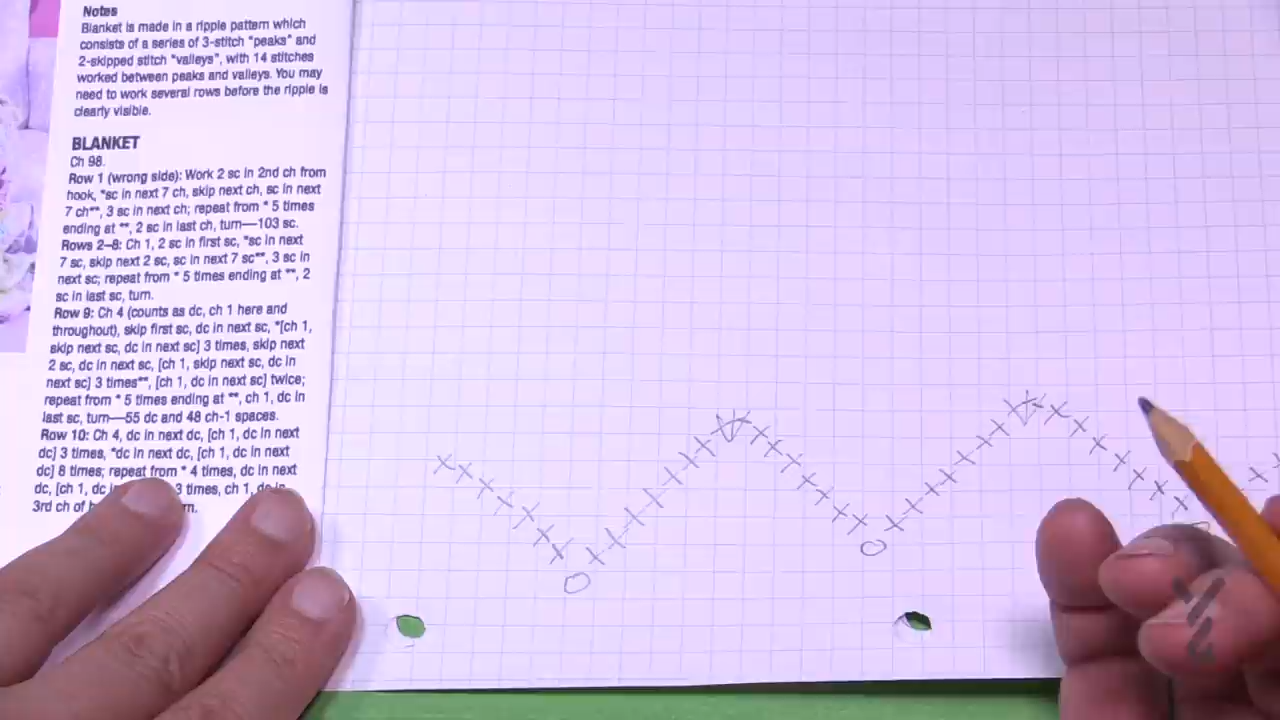 Notes
Blanket is made in a ripple pattern which
consists of a series of 3-stitch "peaks" and
2-skipped stitch "valleys", with 14 stitches
worked between peaks and valleys. You may
need to work several rows before the ripple is
clearly visible.
BLANKET
Ch 98.
Row 1 (wrong side): Work 2 sc in 2nd ch from
hook, *sc in next 7 ch, skip next ch, sc in next
7 ch**, 3 sc in next ch; repeat from * 5 times
ending at **, 2 sc in last ch, turn—103 sc.
Rows 2–8: Ch 1, 2 sc in first sc, *sc in next
7 sc, skip next 2 sc, sc in next 7 sc**, 3 sc in
next sc; repeat from * 5 times ending at **, 2
sc in last sc, turn.
Row 9: Ch 4 (counts as dc, ch 1 here and
throughout), skip first sc, dc in next sc, *[ch 1,
skip next sc, dc in next sc] 3 times, skip next
2 sc, dc in next sc, [ch 1, skip next sc, dc in
next sc] 3 times**, [ch 1, dc in next sc] twice;
repeat from * 5 times ending at **, ch 1, dc in
last sc, turn—55 dc and 48 ch-1 spaces.
Row 10: Ch 4, dc in next dc, [ch 1, dc in next
dc] 3 times, *dc in next dc, [ch 1, dc in next
dc] 8 times; repeat from * 4 times, dc in next
dc, [ch 1, dc 3 times, ch 1, dc in
3rd ch of